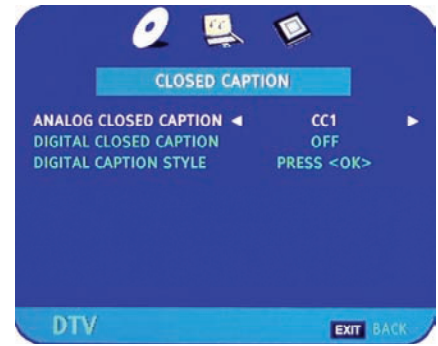 CLOSED CAPTION
ANALOG CLOSED CAPTION ◄ CC1 ►
DIGITAL CLOSED CAPTION OFF
DIGITAL CAPTION STYLE PRESS <OK>
DTV EXIT BACK